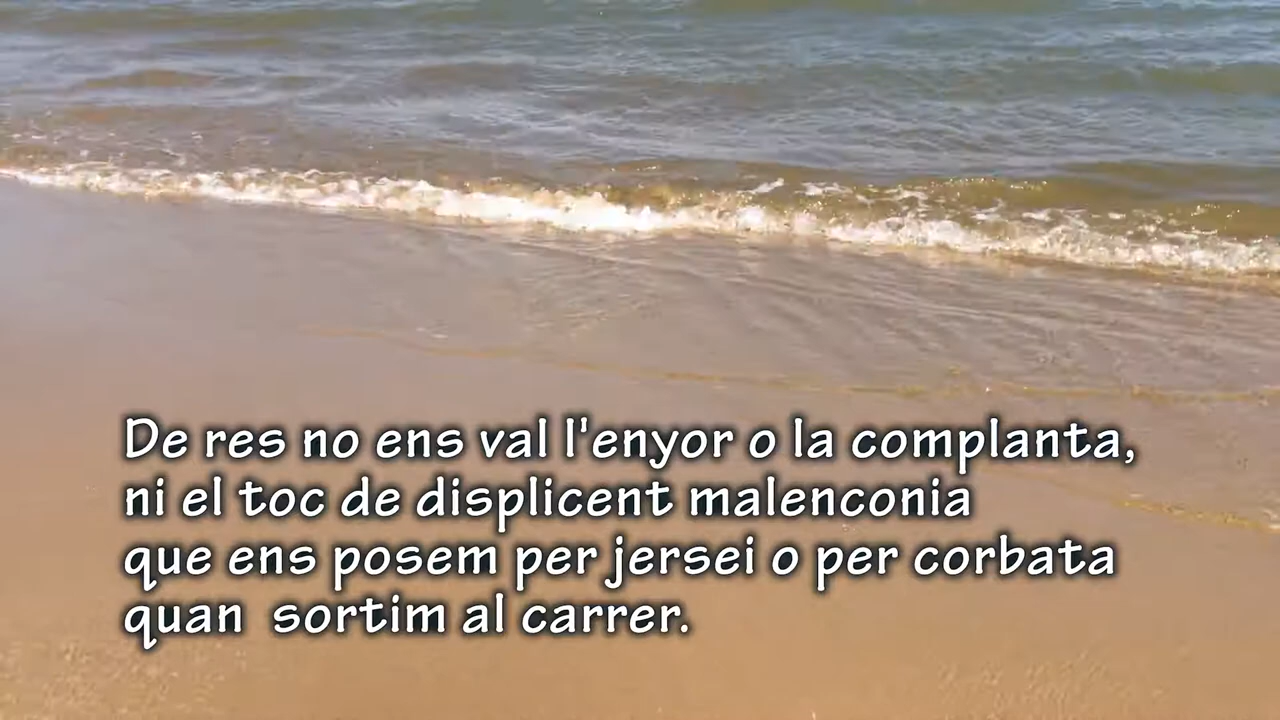 De res no ens val l'enyor o la complanta,
ni el toc de displicent malenconia
que ens posem per jersei o per corbata
quan sortim al carrer.